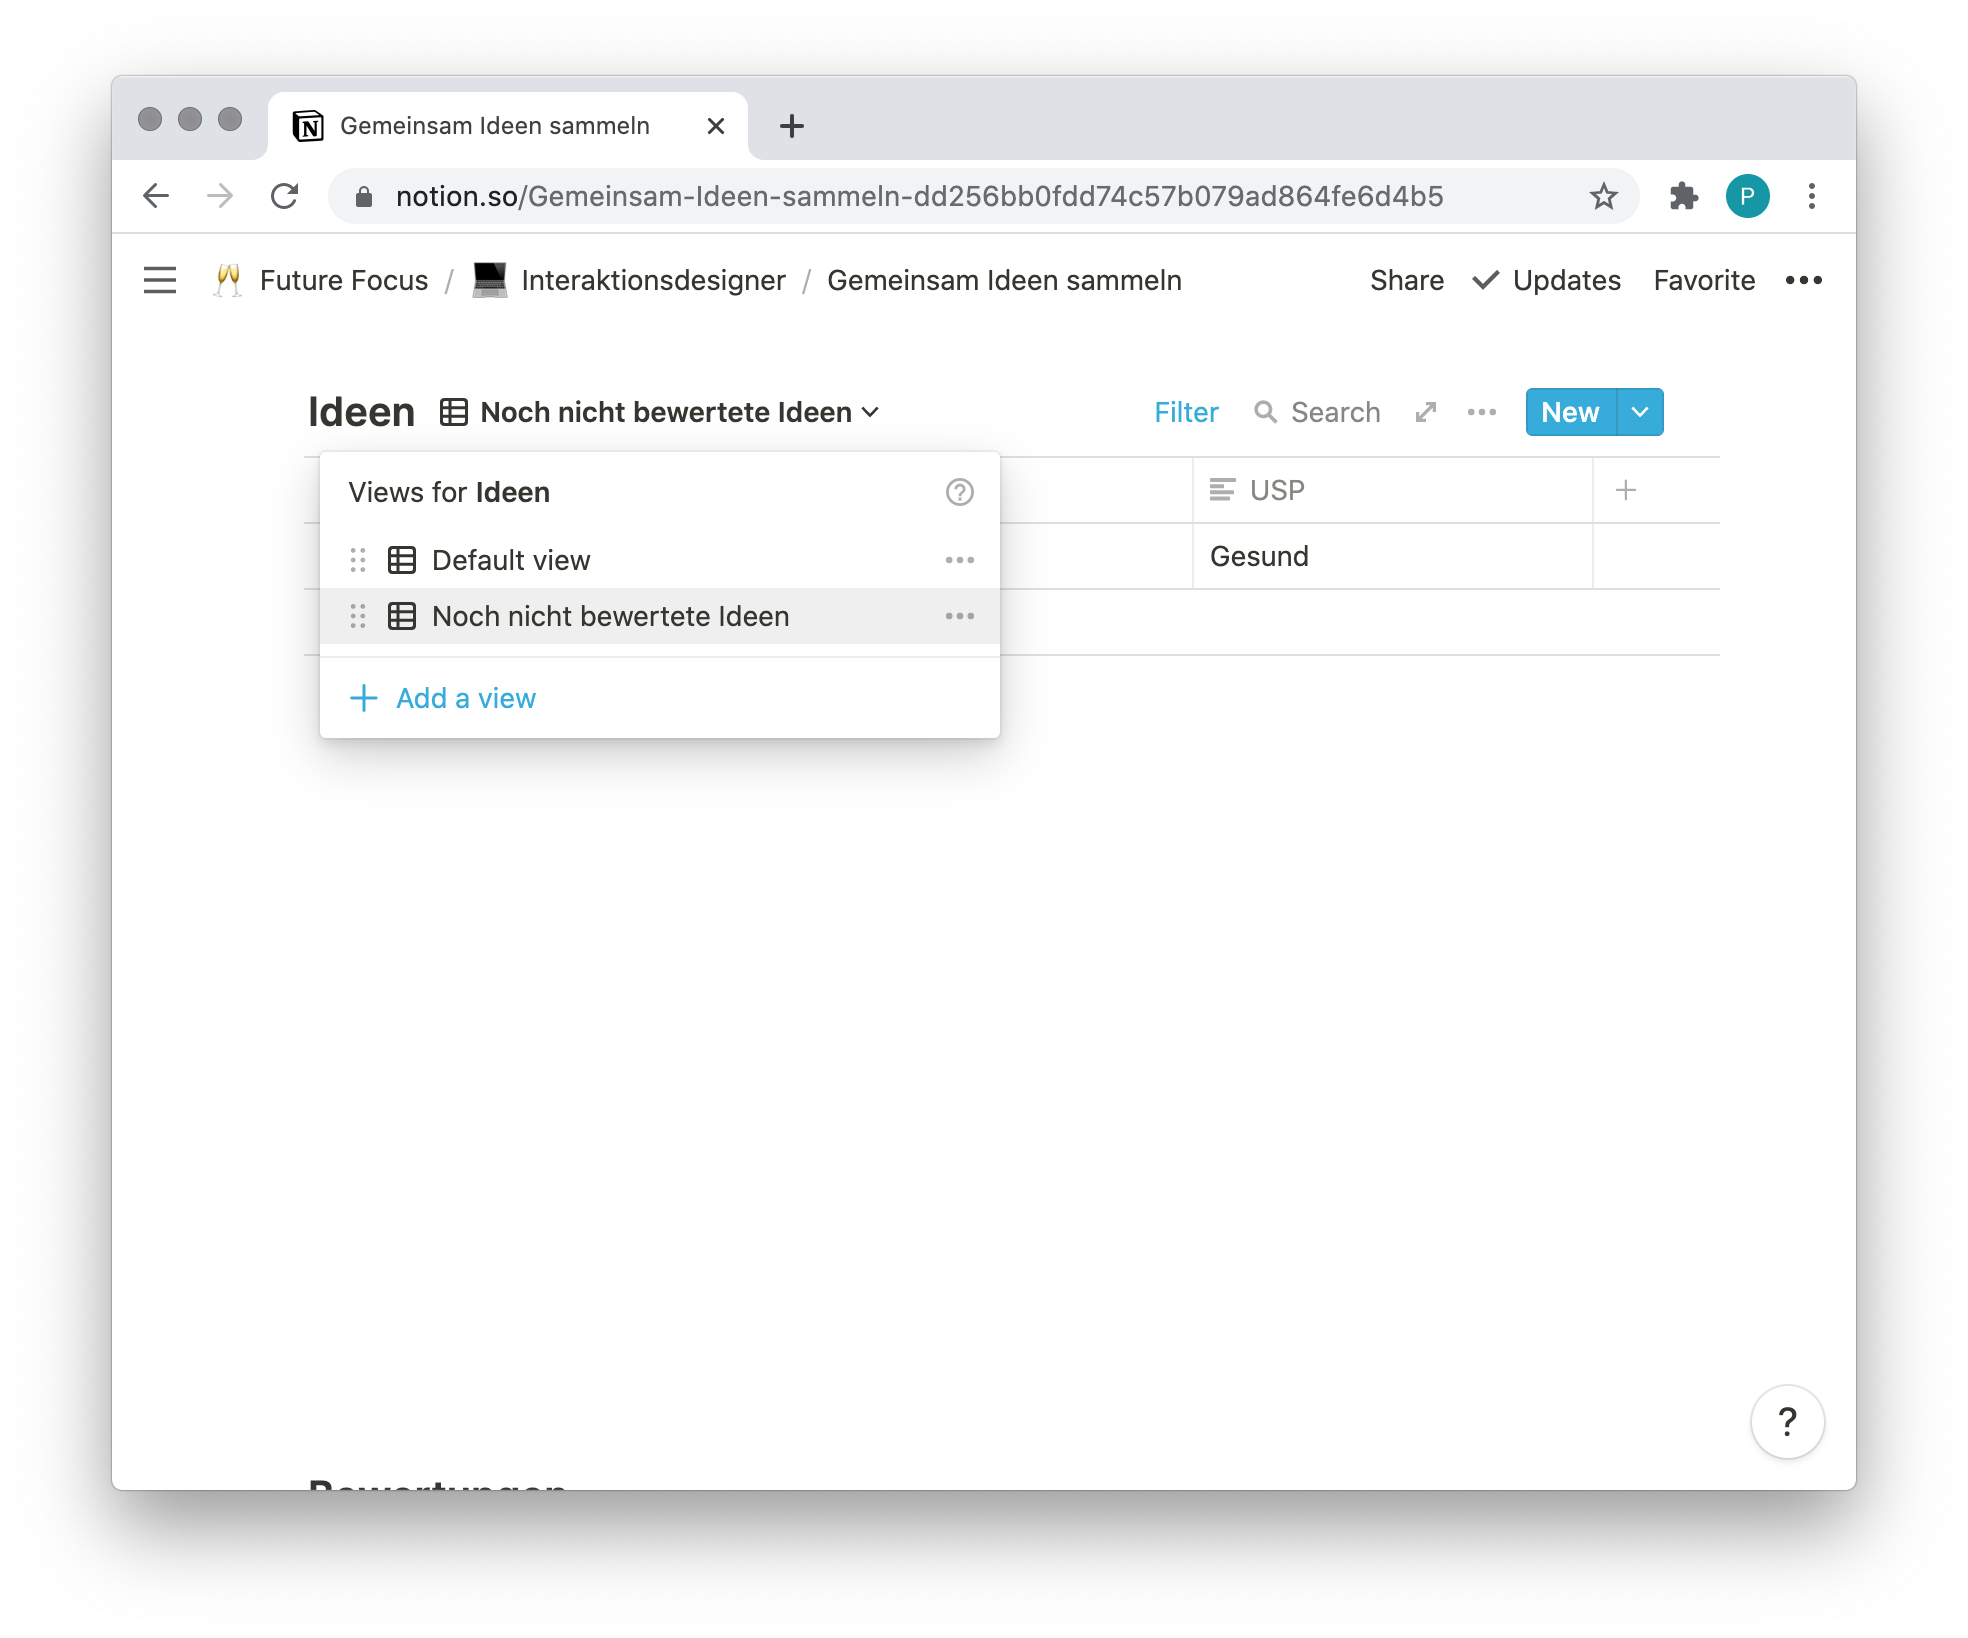 Gemeinsam Ideen sammeln
notion.so/Gemeinsam-Ideen-sammeln-dd256bb0fdd74c57b079ad864fe6d4b5
P
Future Focus / Interaktionsdesigner / Gemeinsam Ideen sammeln
Share Updates Favorite
Ideen Noch nicht bewertete Ideen
Filter Search New
Views for Ideen
USP
Default view
Gesund
Noch nicht bewertete Ideen
Add a view
?
Bewertungen